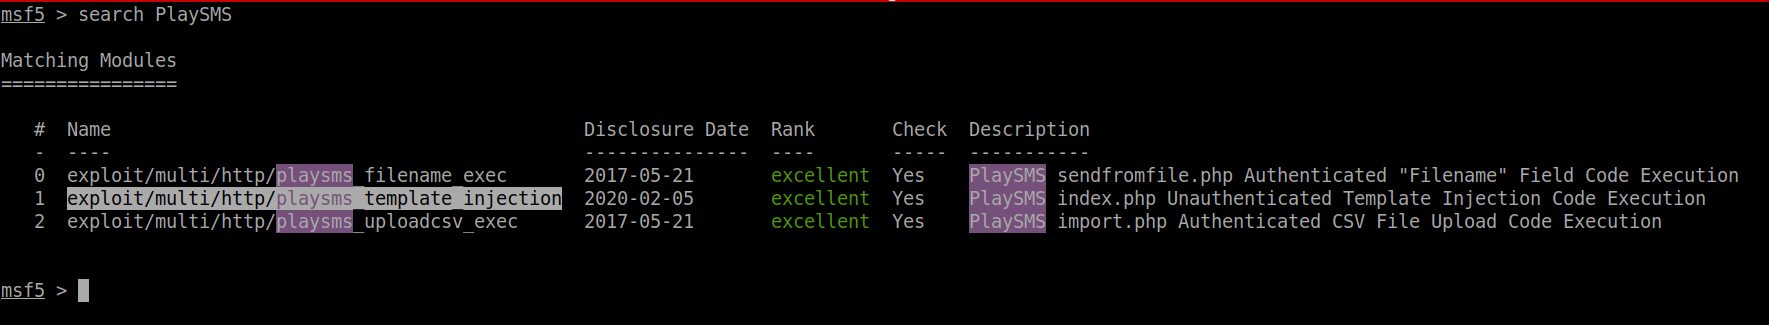 msf5 > search PlaySMS
Matching Modules
================
# Name Disclosure Date Rank Check Description
- ---- --------------- ---- ----- -----------
0 exploit/multi/http/playsms_filename_exec 2017-05-21 excellent Yes PlaySMS sendfromfile.php Authenticated "Filename" Field Code Execution
1 exploit/multi/http/playsms_template_injection 2020-02-05 excellent Yes PlaySMS index.php Unauthenticated Template Injection Code Execution
2 exploit/multi/http/playsms_uploadcsv_exec 2017-05-21 excellent Yes PlaySMS import.php Authenticated CSV File Upload Code Execution
msf5 >